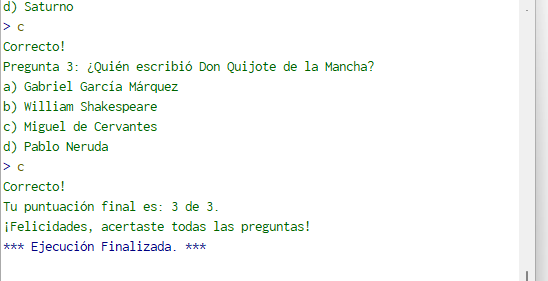 d) Saturno
> c
Correcto!
Pregunta 3: ¿Quién escribió Don Quijote de la Mancha?
a) Gabriel García Márquez
b) William Shakespeare
c) Miguel de Cervantes
d) Pablo Neruda
> c
Correcto!
Tu puntuación final es: 3 de 3.
¡Felicidades, acertaste todas las preguntas!
*** Ejecución Finalizada. ***